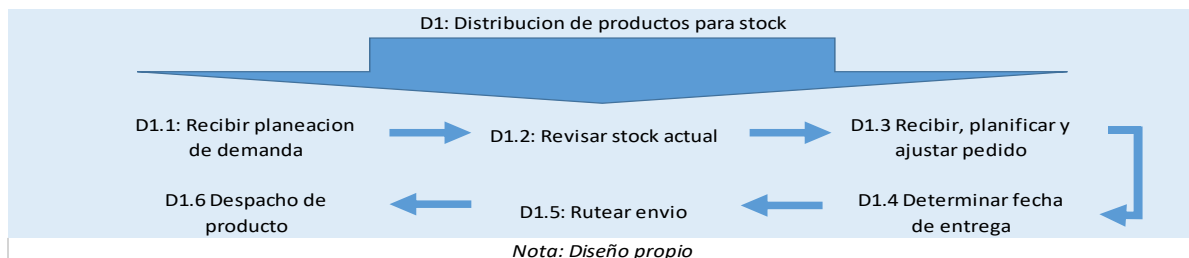 D1: Distribucion de productos para stock
D1.1: Recibir planeacion
de demanda
D1.2: Revisar stock actual
D1.3 Recibir, planificar y
ajustar pedido
D1.4 Determinar fecha
de entrega
D1.5: Rutear envio
D1.6 Despacho de
producto
Nota: Diseño propio